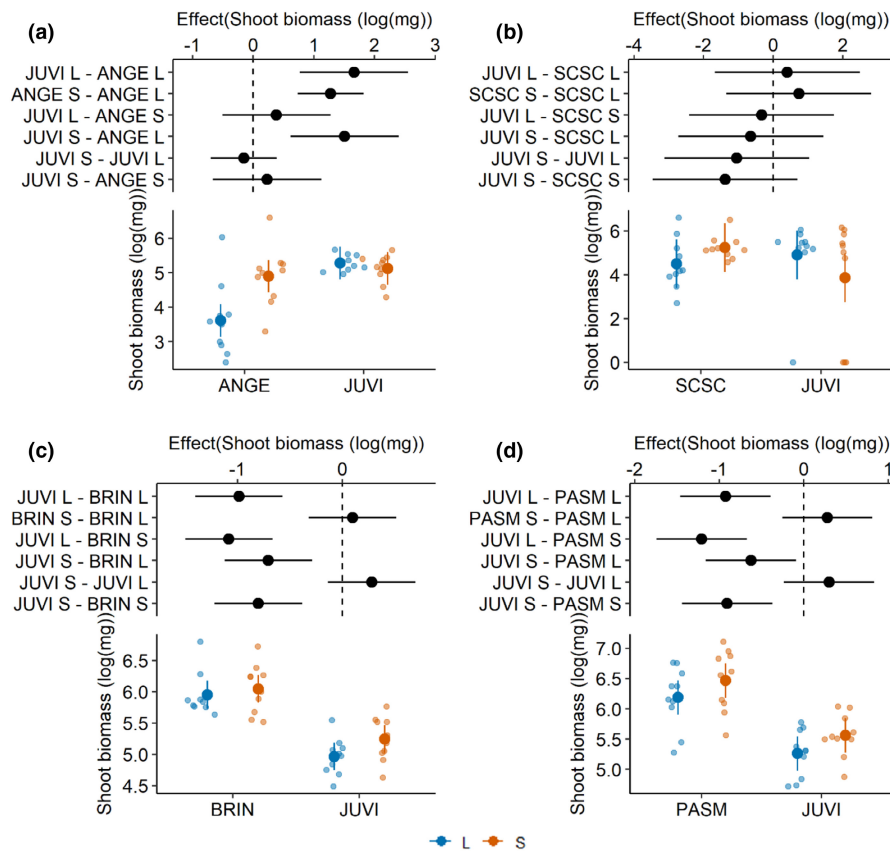 (a)
Effect(Shoot biomass (log(mg))
-1 0 1 2 3
JUVI L - ANGE L
ANGE S - ANGE L
JUVI L - ANGE S
JUVI S - ANGE L
JUVI S - JUVI L
JUVI S - ANGE S
Shoot biomass (log(mg))
6
5
4
3
ANGE JUVI
(b)
Effect(Shoot biomass (log(mg))
-4 -2 0 2
JUVI L - SCSC L
SCSC S - SCSC L
JUVI L - SCSC S
JUVI S - SCSC L
JUVI S - JUVI L
JUVI S - SCSC S
Shoot biomass (log(mg))
6
4
2
0
SCSC JUVI
(c)
Effect(Shoot biomass (log(mg))
-1 0
JUVI L - BRIN L
BRIN S - BRIN L
JUVI L - BRIN S
JUVI S - BRIN L
JUVI S - JUVI L
JUVI S - BRIN S
Shoot biomass (log(mg))
6.5
6.0
5.5
5.0
4.5
BRIN JUVI
(d)
Effect(Shoot biomass (log(mg))
-2 -1 0 1
JUVI L - PASM L
PASM S - PASM L
JUVI L - PASM S
JUVI S - PASM L
JUVI S - JUVI L
JUVI S - PASM S
Shoot biomass (log(mg))
7.0
6.5
6.0
5.5
5.0
PASM JUVI
L S